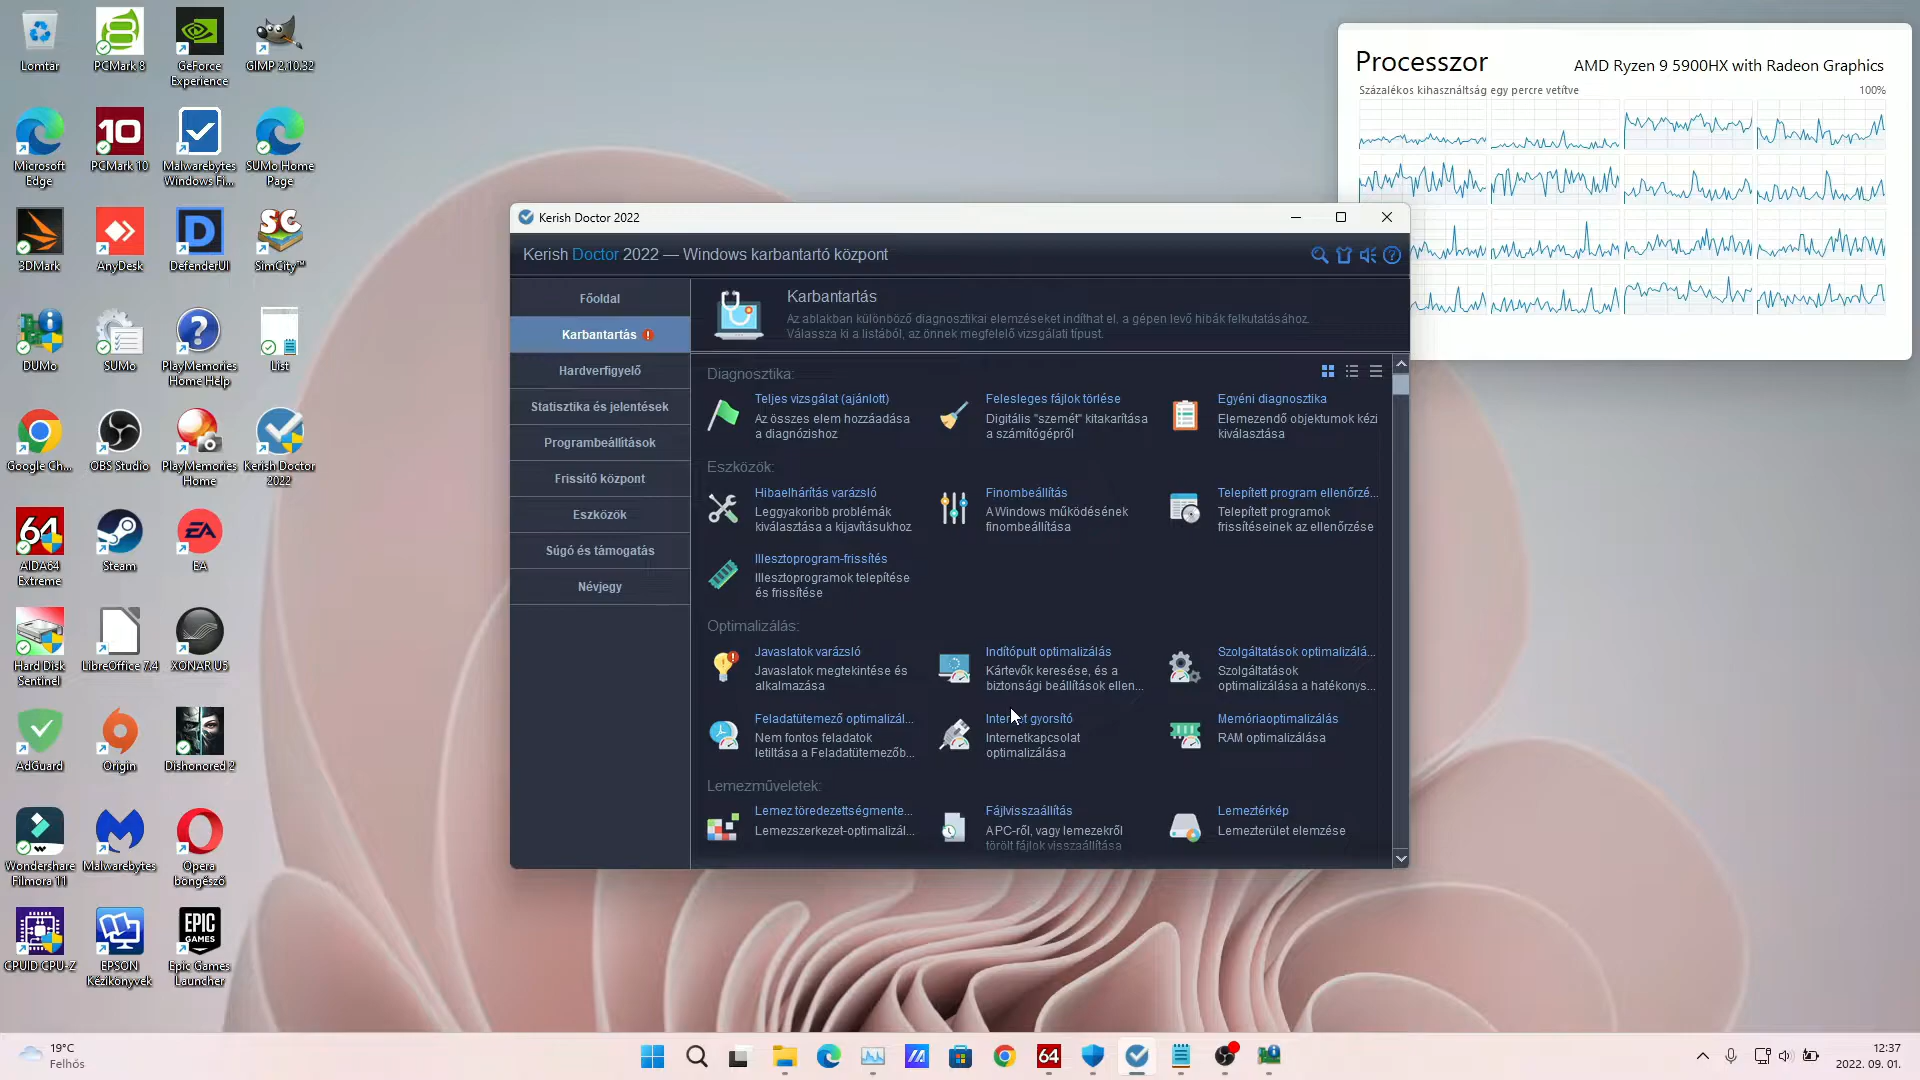 Lomtar
PCMark 8
GeForce
Experience
GIMP 2.10.32
Microsoft
Edge
PCMark 10
Malwarebytes
Windows Fi...
SUMo Home
Page
3DMark
AnyDesk
DefenderUI
SimCity™
DUMo
SUMo
PlayMemories
Home Help
List
Google Ch...
OBS Studio
PlayMemories
Home
Kerish Doctor
2022
AIDA64
Extreme
Steam
EA
Hard Disk
Sentinel
LibreOffice 7.4
XONAR U5
AdGuard
Origin
Dishonored 2
Wondershare
Filmora 11
Malwarebytes
Opera
böngésző
CPUID CPU-Z
EPSON
Kézikönyvek
Epic Games
Launcher
10
64
EA
SC
D
EPIC
GAMES
Processzor
AMD Ryzen 9 5900HX with Radeon Graphics
Százalékos kihasználtság egy percre vetítve
100%
Kerish Doctor 2022
Kerish Doctor 2022 — Windows karbantartó központ
Főoldal
Karbantartás
Hardverfigyelő
Statisztika és jelentések
Programbeállítások
Frissítő központ
Eszközök
Súgó és támogatás
Névjegy
Karbantartás
Az ablakban különböző diagnosztikai elemzéseket indíthat el, a gépen levő hibák felkutatásához.
Válassza ki a listából, az önnek megfelelő vizsgálati típust.
Diagnosztika:
Teljes vizsgálat (ajánlott)
Az összes elem hozzáadása
a diagnózishoz
Felesleges fájlok törlése
Digitális "szemét" kitakarítása
a számítógépről
Egyéni diagnosztika
Elemezendő objektumok kézi
kiválasztása
Eszközök:
Hibaelhárítás varázsló
Leggyakoribb problémák
kiválasztása a kijavításukhoz
Finombeállítás
A Windows működésének
finombeállítása
Telepített program ellenőrzé...
Telepített programok
frissítéseinek az ellenőrzése
Illesztoprogram-frissítés
Illesztoprogramok telepítése
és frissítése
Optimalizálás:
Javaslatok varázsló
Javaslatok megtekintése és
alkalmazása
Indítópult optimalizálás
Kártevők keresése, és a
biztonsági beállítások ellen...
Szolgáltatások optimalizálá...
Szolgáltatások
optimalizálása a hatékonys...
Feladatütemező optimalizál...
Nem fontos feladatok
letiltása a Feladatütemezőb...
Internet gyorsító
Internetkapcsolat
optimalizálása
Memóriaoptimalizálás
RAM optimalizálása
Lemezműveletek:
Lemez töredezettségmente...
Lemezszerkezet-optimalizál...
Fájlvisszaállítás
A PC-ről, vagy lemezekről
törölt fájlok visszaállítása
Lemeztérkép
Lemezterület elemzése
19°C
Felhős
64
12:37
2022. 09. 01.